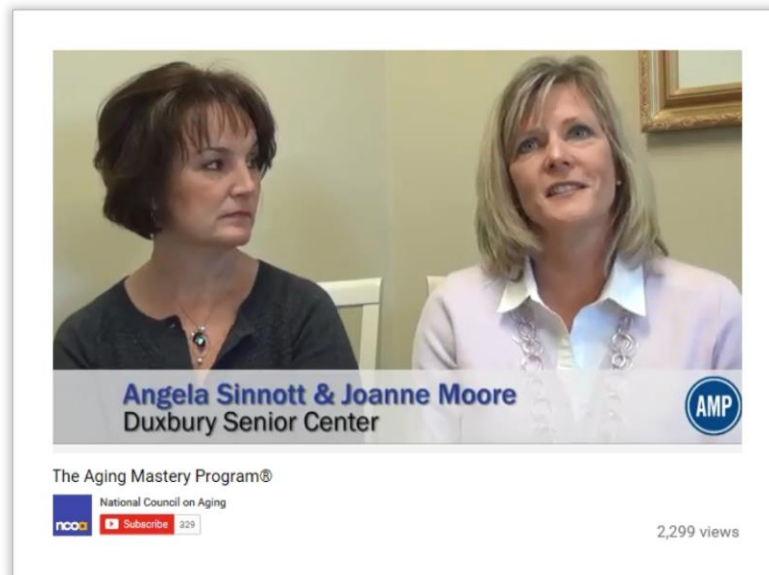 Angela Sinnott & Joanne Moore
Duxbury Senior Center
AMP
The Aging Mastery Program®
ncoa
National Council on Aging
Subscribe 329
2,299 views